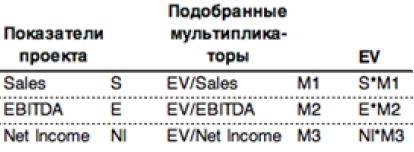 Показатели проекта
Подобранные мультиплика-
торы
EV
Sales S EV/Sales M1 S*M1
EBITDA E EV/EBITDA M2 E*M2
Net Income NI EV/Net Income M3 NI*M3